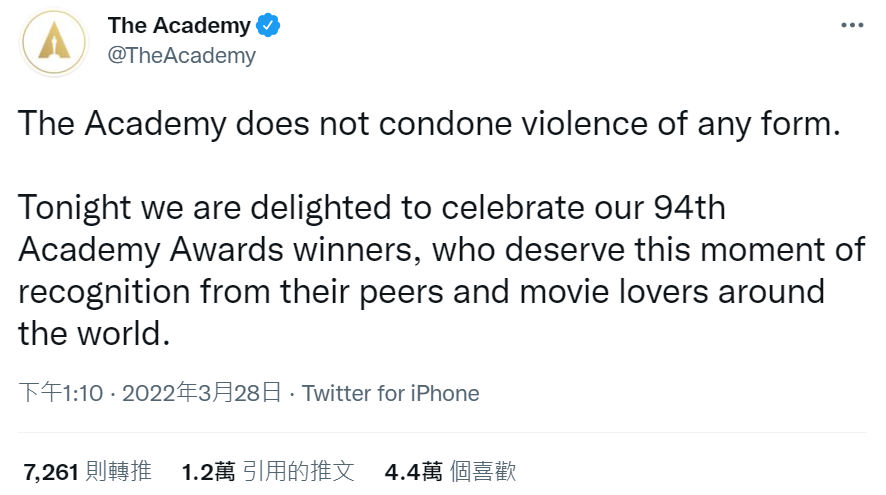 The Academy
@TheAcademy
The Academy does not condone violence of any form.
Tonight we are delighted to celebrate our 94th
Academy Awards winners, who deserve this moment of
recognition from their peers and movie lovers around
the world.
下午1:10 · 2022年3月28日 · Twitter for iPhone
7,261 則轉推 1.2萬 引用的推文 4.4萬 個喜歡